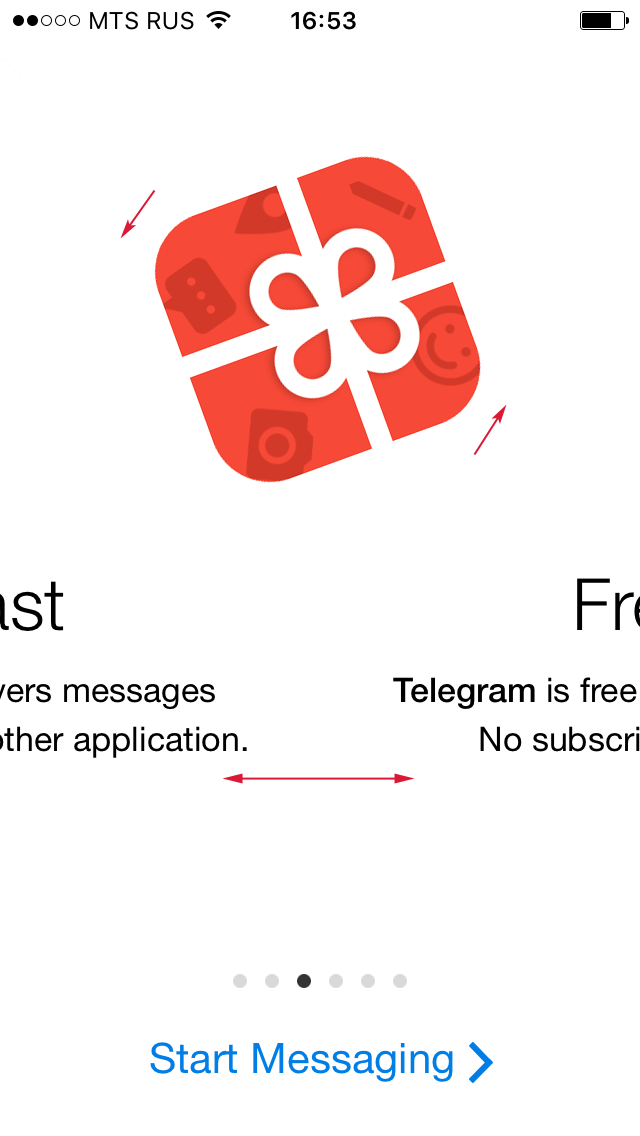 MTS RUS 16:53
ast Fre
vers messages Telegram is free
other application. No subscri
Start Messaging